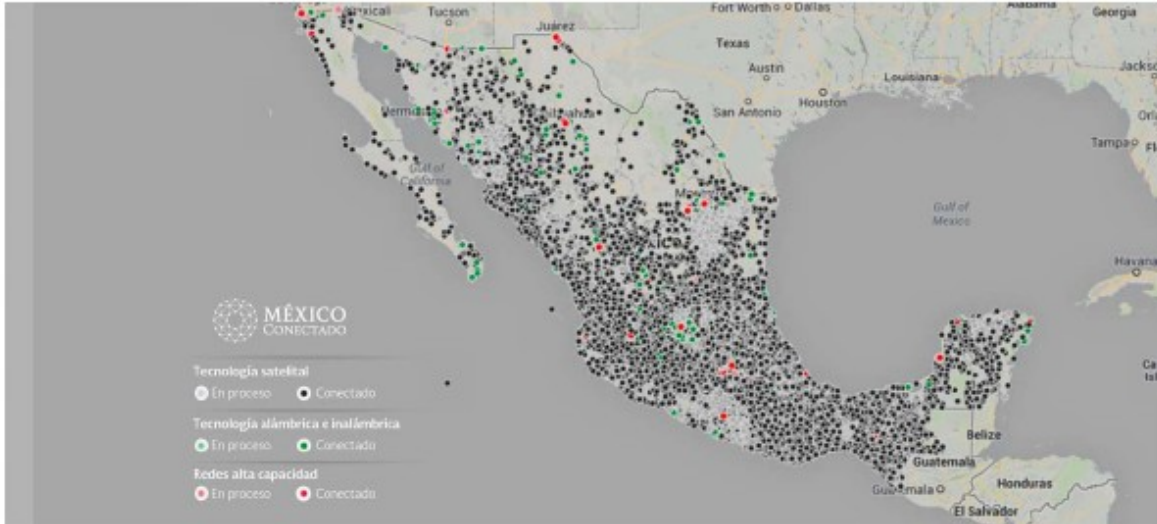 Tucson
Juárez
Fort Worth
Dallas
Alabama
Georgia
Texas
Austin
Houston
San Antonio
Louisiana
Tampa
Gulf of
California
Gulf of
Mexico
Havana
MÉXICO
CONECTADO
Tecnología satelital
En proceso
Conectado
Tecnología alámbrica e inalámbrica
En proceso
Conectado
Redes alta capacidad
En proceso
Conectado
Belize
Guatemala
Honduras
El Salvador